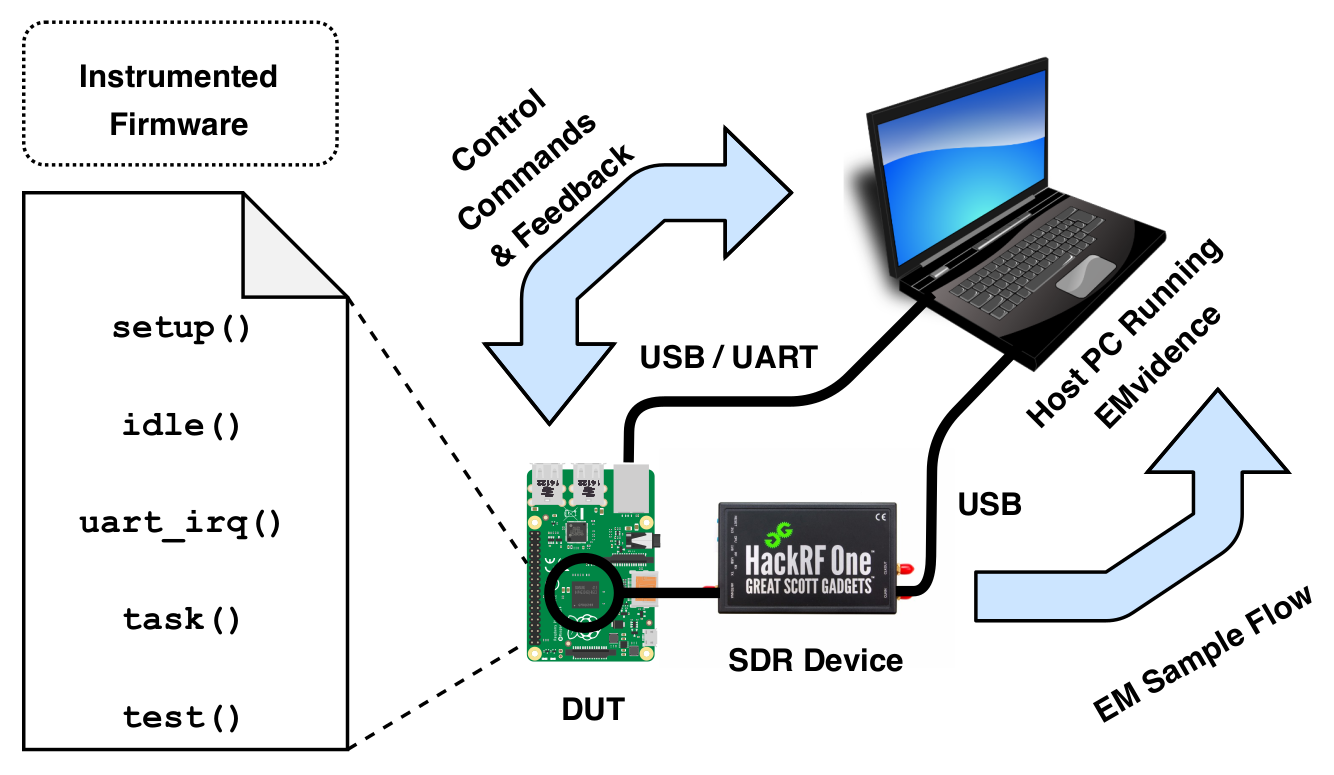 Instrumented
Firmware
setup()
idle()
uart_irq()
task()
test()
Control
Commands
& Feedback
USB / UART
Host PC Running
EMvidence
USB
HackRF One
GREAT SCOTT GADGETS
SDR Device
DUT
EM Sample Flow